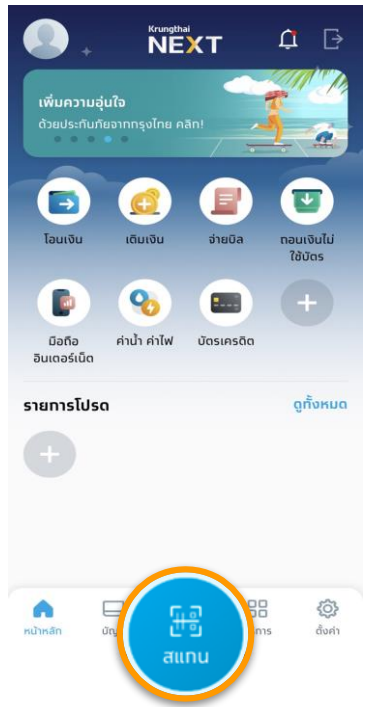 Krungthai
NEXT
เพิ่มความอุ่นใจ
ด้วยประกันภัยจากกรุงไทย คลิก!
โอนเงิน
เติมเงิน
จ่ายบิล
ถอนเงินไม่
ใช้บัตร
มือถือ
อินเตอร์เน็ต
ค่าน้ำ ค่าไฟ
บัตรเครดิต
รายการโปรด
ดูทั้งหมด
หน้าหลัก
สแกน
ตั้งค่า